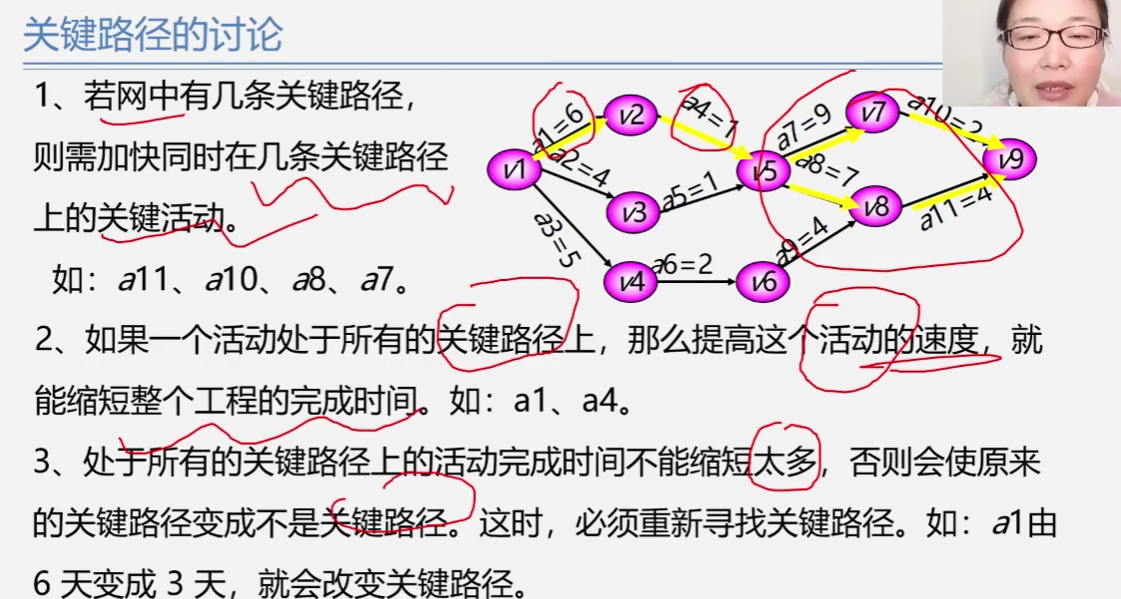 关键路径的讨论
1、若网中有几条关键路径，
则需加快同时在几条关键路径
上的关键活动。
如：a11、a10、a8、a7。
a1=6
a2=4
a3=5
a4=1
a5=1
a6=2
a7=9
a8=7
a9=4
a10=2
a11=4
v1
v2
v3
v4
v5
v6
v7
v8
v9
2、如果一个活动处于所有的关键路径上，那么提高这个活动的速度，就
能缩短整个工程的完成时间。如：a1、a4。
3、处于所有的关键路径上的活动完成时间不能缩短太多，否则会使原来
的关键路径变成不是关键路径。这时，必须重新寻找关键路径。如：a1由
6 天变成 3 天，就会改变关键路径。